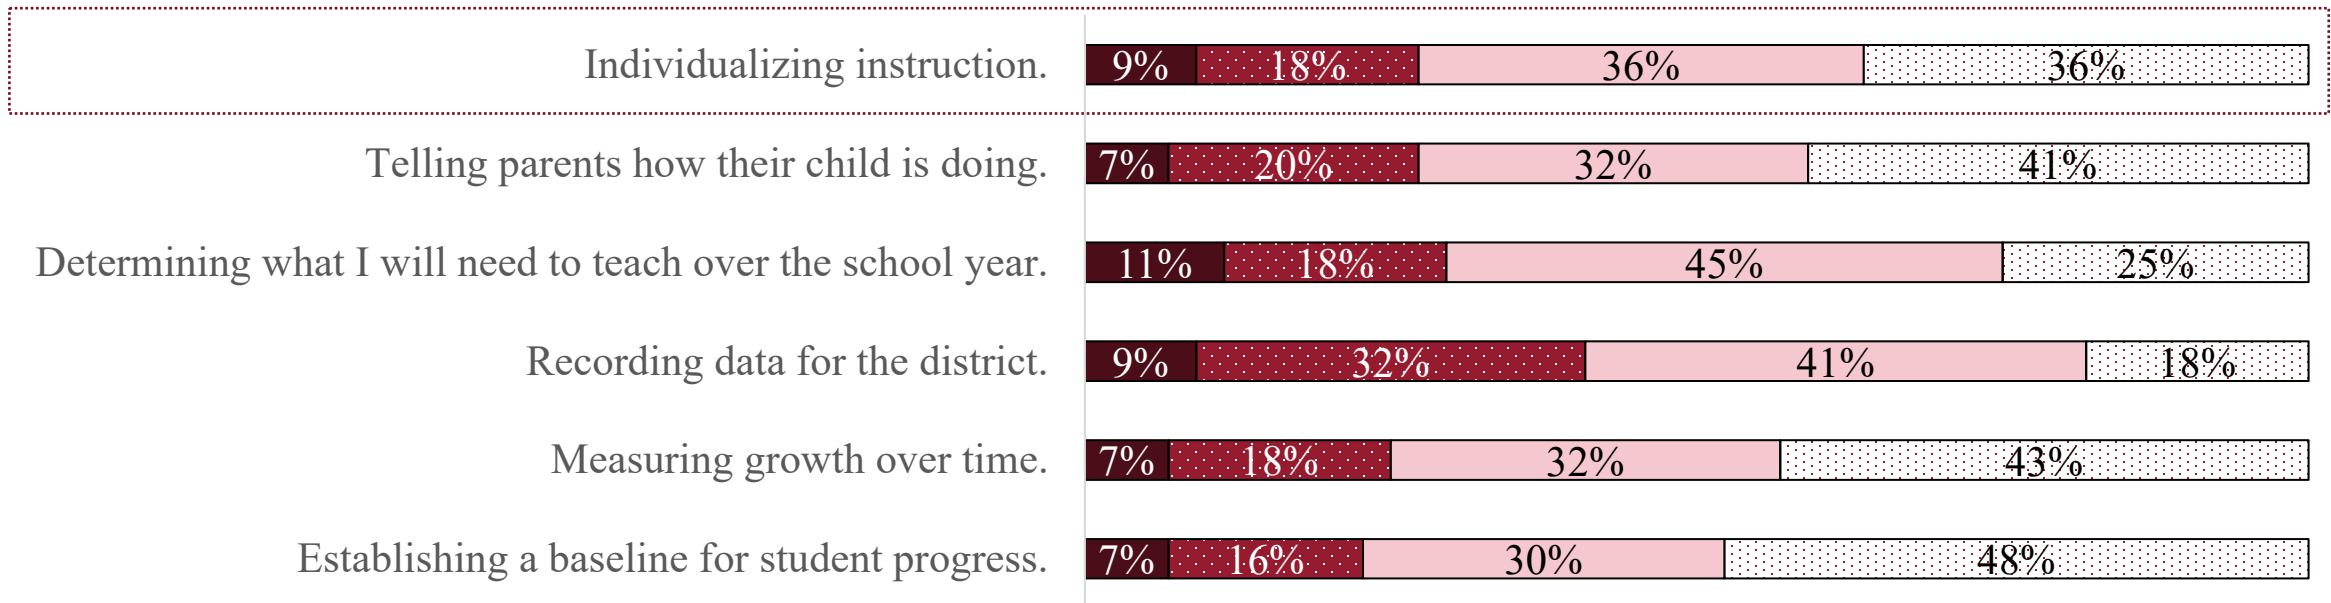 Individualizing instruction. 9% 18% 36% 36%
Telling parents how their child is doing. 7% 20% 32% 41%
Determining what I will need to teach over the school year. 11% 18% 45% 25%
Recording data for the district. 9% 32% 41% 18%
Measuring growth over time. 7% 18% 32% 43%
Establishing a baseline for student progress. 7% 16% 30% 48%